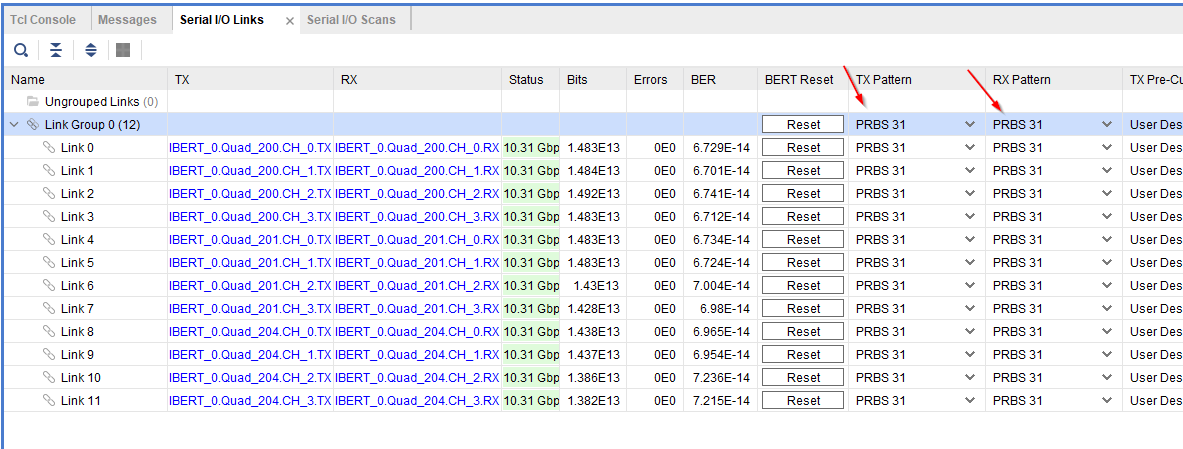 Tcl Console Messages Serial I/O Links × Serial I/O Scans
Name TX RX Status Bits Errors BER BERT Reset TX Pattern RX Pattern TX Pre-Cu
Ungrouped Links (0)
Link Group 0 (12) Reset PRBS 31 PRBS 31 User Des
Link 0 IBERT_0.Quad_200.CH_0.TX IBERT_0.Quad_200.CH_0.RX 10.31 Gbp 1.483E13 0E0 6.729E-14 Reset PRBS 31 PRBS 31 User Des
Link 1 IBERT_0.Quad_200.CH_1.TX IBERT_0.Quad_200.CH_1.RX 10.31 Gbp 1.484E13 0E0 6.701E-14 Reset PRBS 31 PRBS 31 User Des
Link 2 IBERT_0.Quad_200.CH_2.TX IBERT_0.Quad_200.CH_2.RX 10.31 Gbp 1.492E13 0E0 6.741E-14 Reset PRBS 31 PRBS 31 User Des
Link 3 IBERT_0.Quad_200.CH_3.TX IBERT_0.Quad_200.CH_3.RX 10.31 Gbp 1.483E13 0E0 6.712E-14 Reset PRBS 31 PRBS 31 User Des
Link 4 IBERT_0.Quad_201.CH_0.TX IBERT_0.Quad_201.CH_0.RX 10.31 Gbp 1.483E13 0E0 6.734E-14 Reset PRBS 31 PRBS 31 User Des
Link 5 IBERT_0.Quad_201.CH_1.TX IBERT_0.Quad_201.CH_1.RX 10.31 Gbp 1.483E13 0E0 6.724E-14 Reset PRBS 31 PRBS 31 User Des
Link 6 IBERT_0.Quad_201.CH_2.TX IBERT_0.Quad_201.CH_2.RX 10.31 Gbp 1.43E13 0E0 7.004E-14 Reset PRBS 31 PRBS 31 User Des
Link 7 IBERT_0.Quad_201.CH_3.TX IBERT_0.Quad_201.CH_3.RX 10.31 Gbp 1.428E13 0E0 6.98E-14 Reset PRBS 31 PRBS 31 User Des
Link 8 IBERT_0.Quad_204.CH_0.TX IBERT_0.Quad_204.CH_0.RX 10.31 Gbp 1.438E13 0E0 6.965E-14 Reset PRBS 31 PRBS 31 User Des
Link 9 IBERT_0.Quad_204.CH_1.TX IBERT_0.Quad_204.CH_1.RX 10.31 Gbp 1.437E13 0E0 6.954E-14 Reset PRBS 31 PRBS 31 User Des
Link 10 IBERT_0.Quad_204.CH_2.TX IBERT_0.Quad_204.CH_2.RX 10.31 Gbp 1.386E13 0E0 7.236E-14 Reset PRBS 31 PRBS 31 User Des
Link 11 IBERT_0.Quad_204.CH_3.TX IBERT_0.Quad_204.CH_3.RX 10.31 Gbp 1.382E13 0E0 7.215E-14 Reset PRBS 31 PRBS 31 User Des